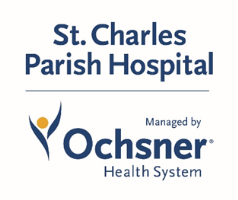 St. Charles
Parish Hospital
Managed by
Ochsner®
Health System